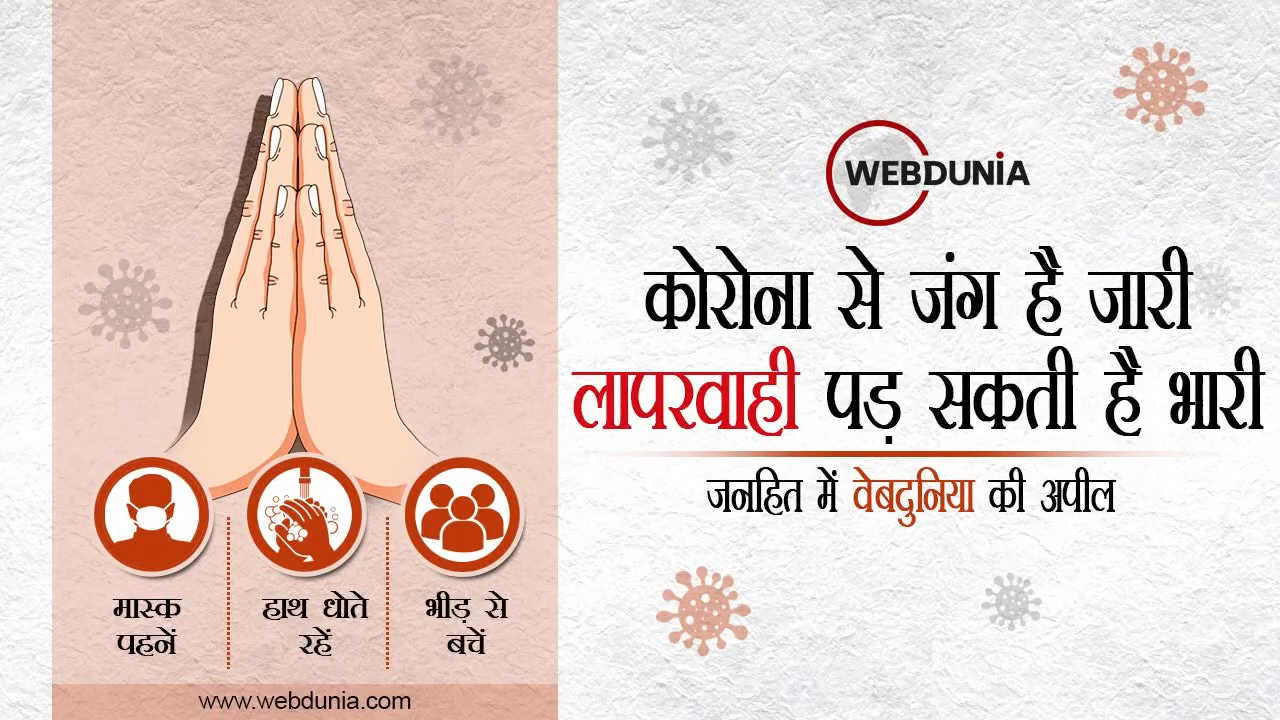 WEBDUNIA
कोरोना से जंग है जारी
लापरवाही पड़ सकती है भारी
जनहित में वेबदुनिया की अपील
मास्क
पहनें
हाथ धोते
रहें
भीड़ से
बचें
www.webdunia.com